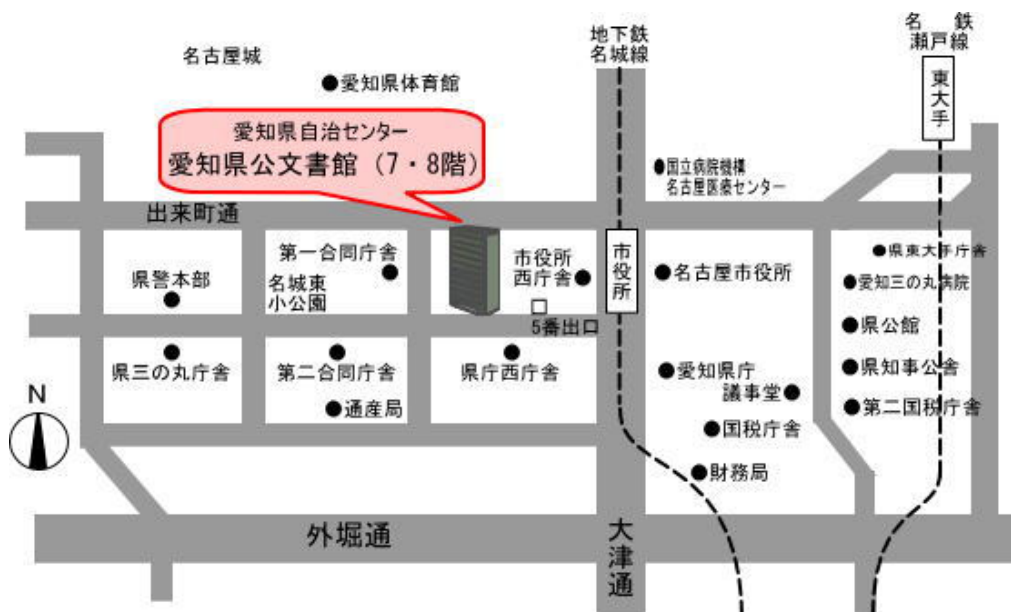 地下鉄
名城線
名鉄
瀬戸線
名古屋城
愛知県体育館
東大手
愛知県自治センター
愛知県公文書館(7・8階)
国立病院機構
名古屋医療センター
出来町通
市役所
第一合同庁舎
市役所
西庁舎
名古屋市役所
県東大手庁舎
県警本部
名城東
小公園
愛知三の丸病院
5番出口
県公館
県三の丸庁舎
第二合同庁舎
県庁西庁舎
愛知県庁
議事堂
県知事公舎
通産局
第二国税庁舎
国税庁舎
N
財務局
外堀通
大津通